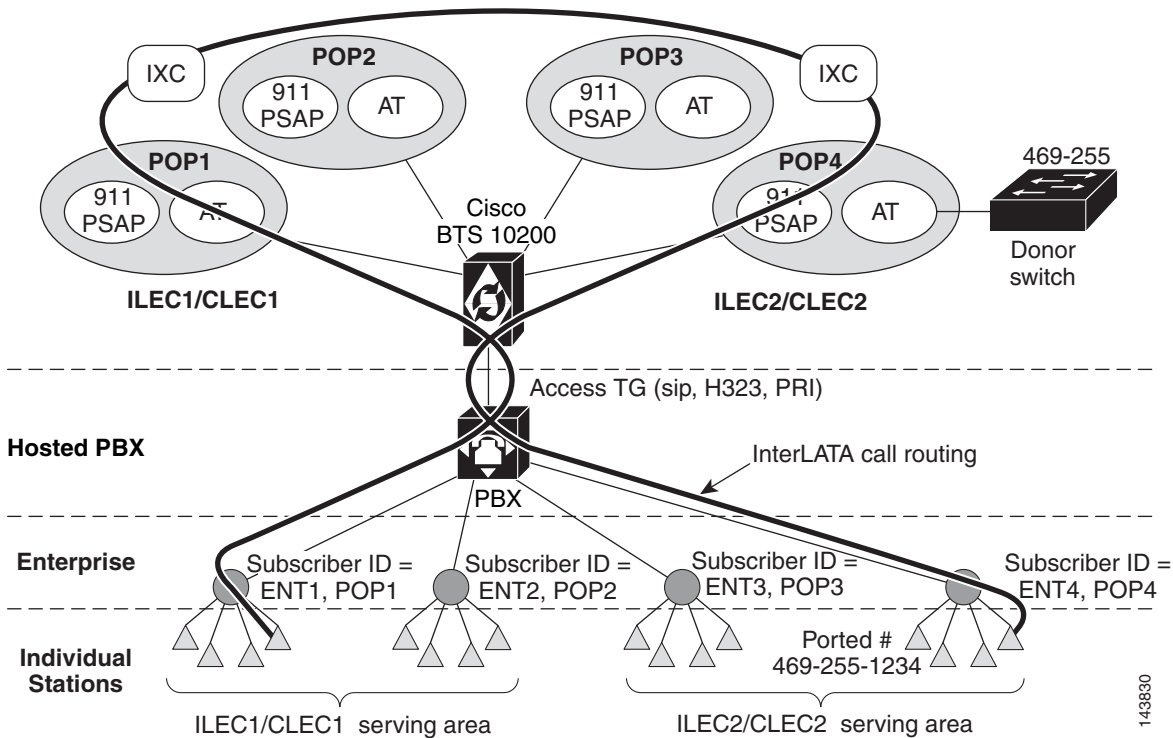 IXC
POP2
911
PSAP
AT
POP3
911
PSAP
AT
IXC
POP1
911
PSAP
AT
POP4
911
PSAP
AT
469-255
Donor
switch
Cisco
BTS 10200
ILEC1/CLEC1
ILEC2/CLEC2
Access TG (sip, H323, PRI)
Hosted PBX
InterLATA call routing
PBX
Enterprise
Subscriber ID =
ENT1, POP1
Subscriber ID =
ENT2, POP2
Subscriber ID =
ENT3, POP3
Subscriber ID =
ENT4, POP4
Individual
Stations
Ported #
469-255-1234
ILEC1/CLEC1 serving area
ILEC2/CLEC2 serving area
143830